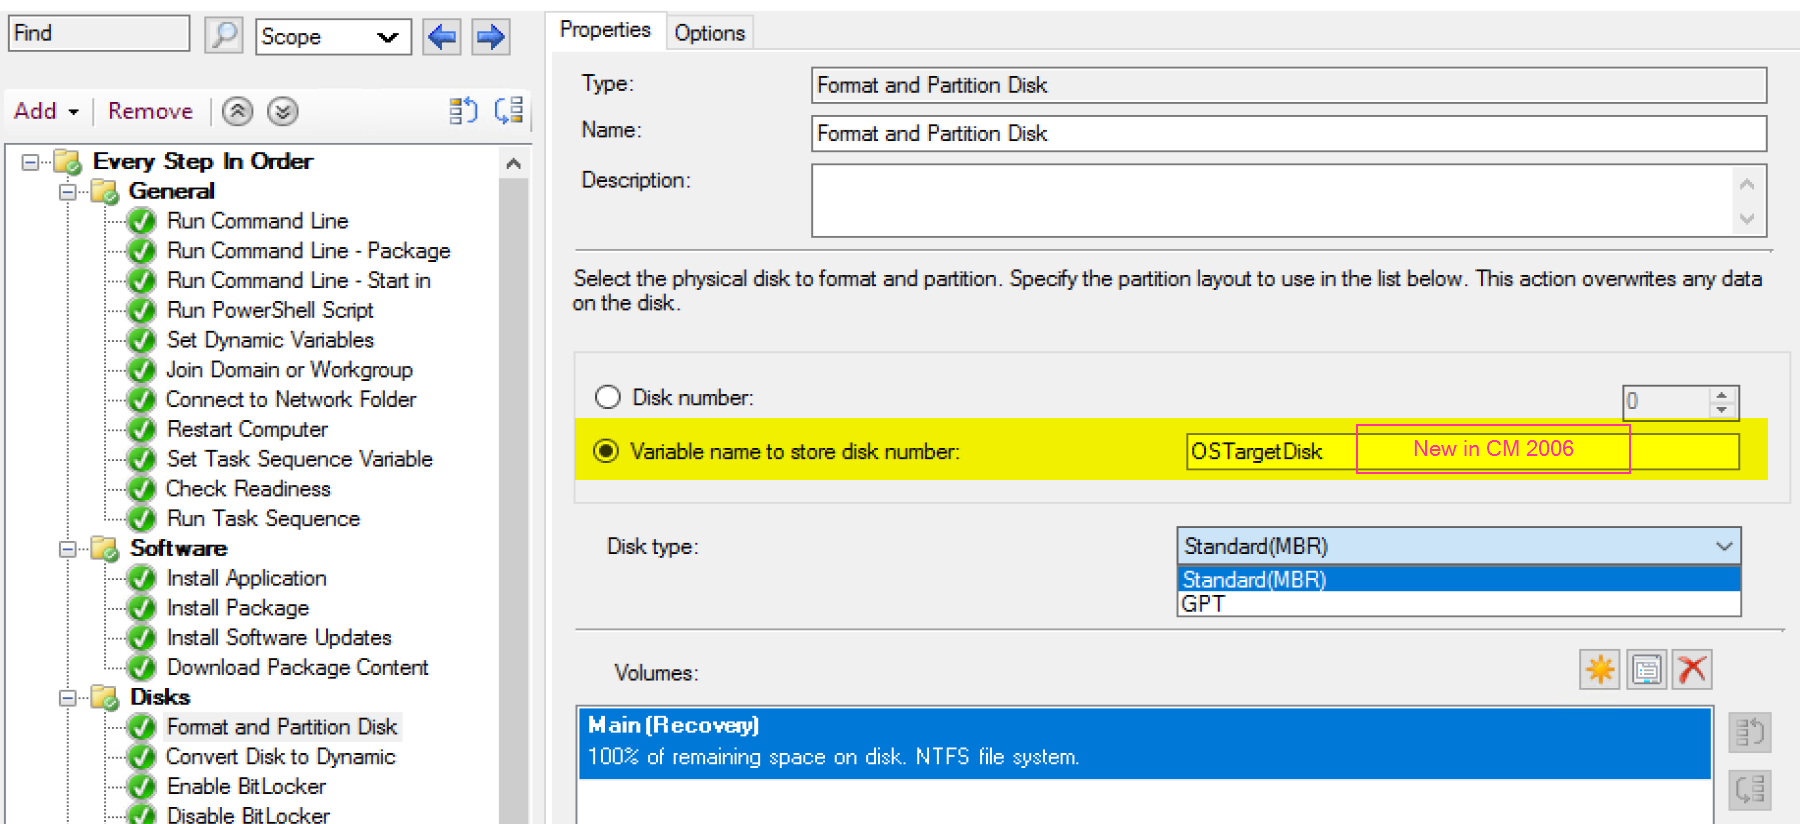 Find
Scope
Add
Remove
Every Step In Order
General
Run Command Line
Run Command Line - Package
Run Command Line - Start in
Run PowerShell Script
Set Dynamic Variables
Join Domain or Workgroup
Connect to Network Folder
Restart Computer
Set Task Sequence Variable
Check Readiness
Run Task Sequence
Software
Install Application
Install Package
Install Software Updates
Download Package Content
Disks
Format and Partition Disk
Convert Disk to Dynamic
Enable BitLocker
Disable BitLocker
Properties
Options
Type:
Format and Partition Disk
Name:
Format and Partition Disk
Description:
Select the physical disk to format and partition. Specify the partition layout to use in the list below. This action overwrites any data
on the disk.
Disk number:
0
Variable name to store disk number:
OSTargetDisk
New in CM 2006
Disk type:
Standard(MBR)
Standard(MBR)
GPT
Volumes:
Main (Recovery)
100% of remaining space on disk. NTFS file system.